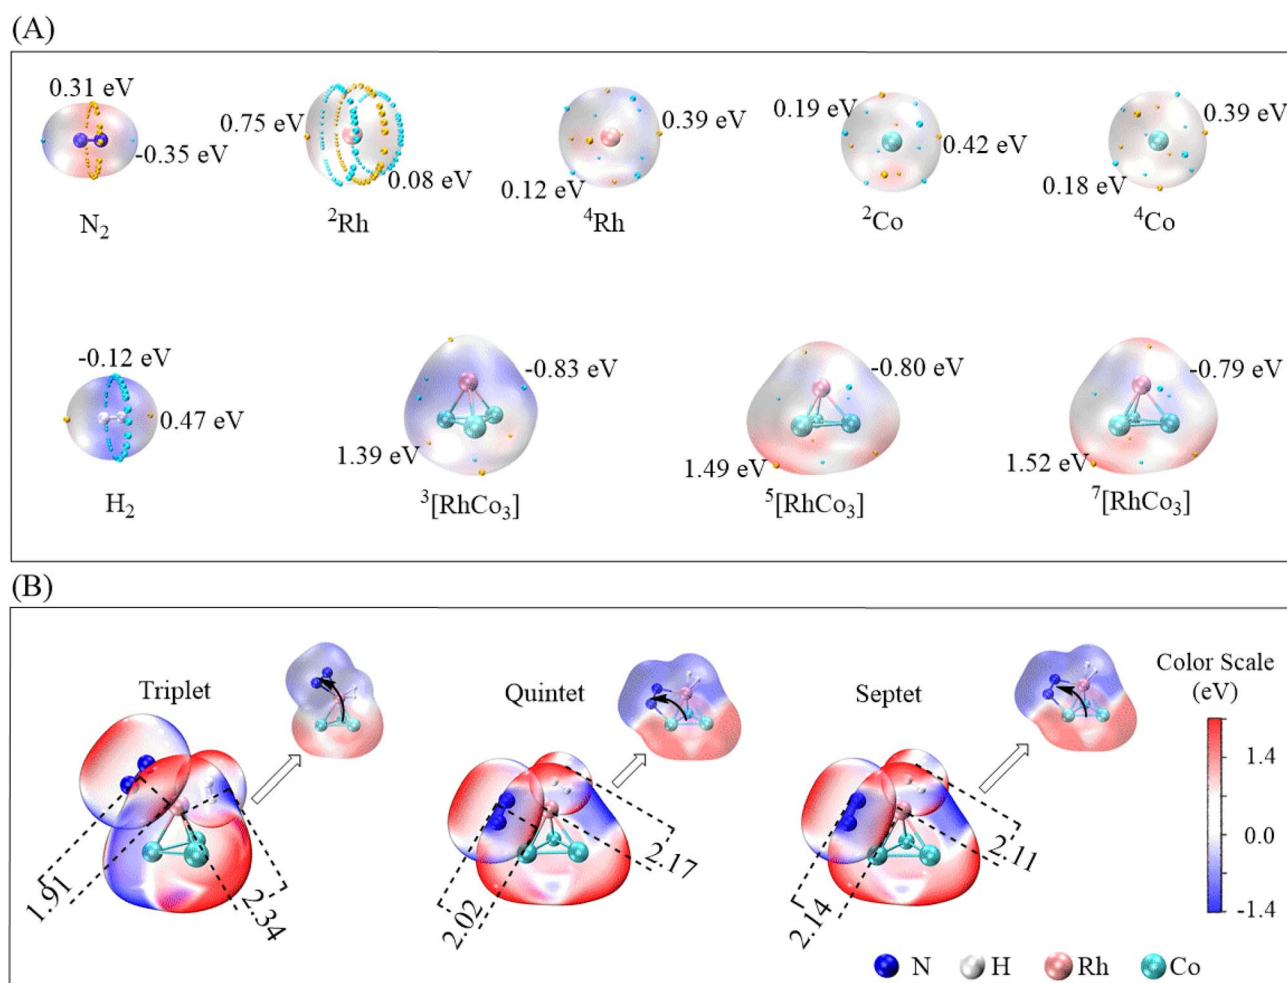 (A)
0.31 eV
-0.35 eV
N₂
0.75 eV
0.08 eV
²Rh
0.39 eV
0.12 eV
⁴Rh
0.19 eV
0.42 eV
²Co
0.39 eV
0.18 eV
⁴Co
-0.12 eV
0.47 eV
H₂
-0.83 eV
1.39 eV
³[RhCo₃]
-0.80 eV
1.49 eV
⁵[RhCo₃]
-0.79 eV
1.52 eV
⁷[RhCo₃]
(B)
Triplet
1.91
2.34
Quintet
2.02
2.17
Septet
2.14
2.11
Color Scale
(eV)
1.4
0.0
-1.4
N H Rh Co